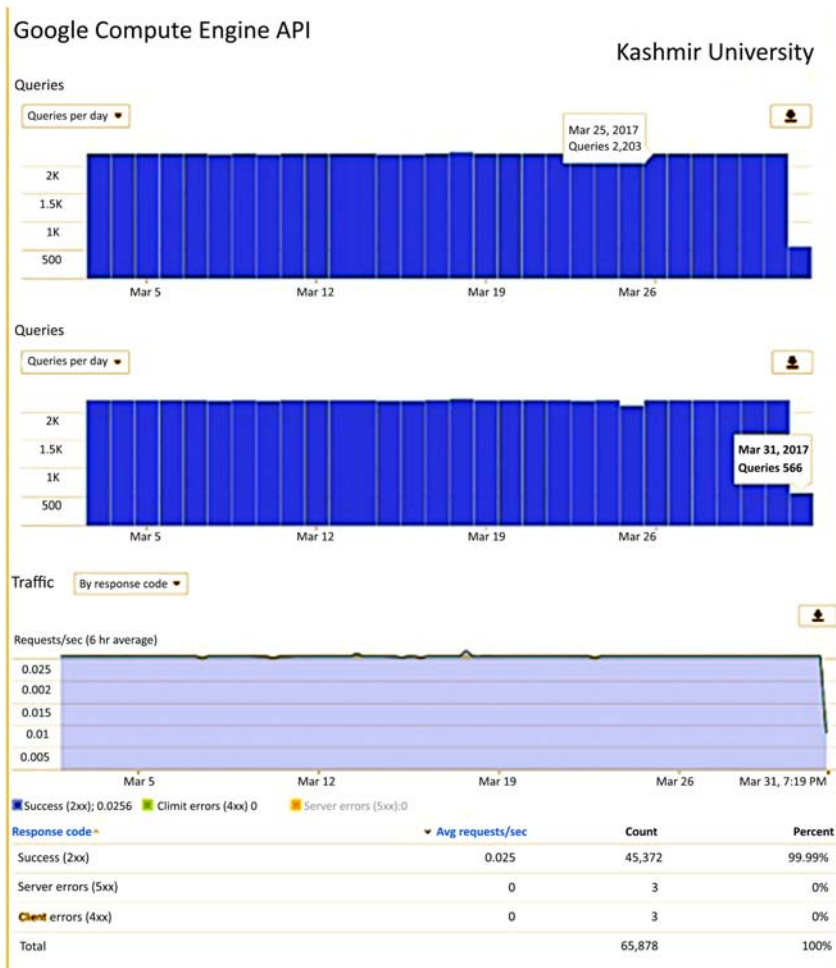 Google Compute Engine API
Kashmir University
Queries
Queries per day
Mar 25, 2017
Queries 2,203
2K
1.5K
1K
500
Mar 5 Mar 12 Mar 19 Mar 26
Queries
Queries per day
2K
1.5K
1K
500
Mar 31, 2017
Queries 566
Mar 5 Mar 12 Mar 19 Mar 26
Traffic By response code
Requests/sec (6 hr average)
0.025
0.002
0.015
0.01
0.005
Mar 5 Mar 12 Mar 19 Mar 26 Mar 31, 7:19 PM
Success (2xx); 0.0256 Climit errors (4xx) 0 Server errors (5xx):0
Response code Avg requests/sec Count Percent
Success (2xx) 0.025 45,372 99.99%
Server errors (5xx) 0 3 0%
Client errors (4xx) 0 3 0%
Total 65,878 100%